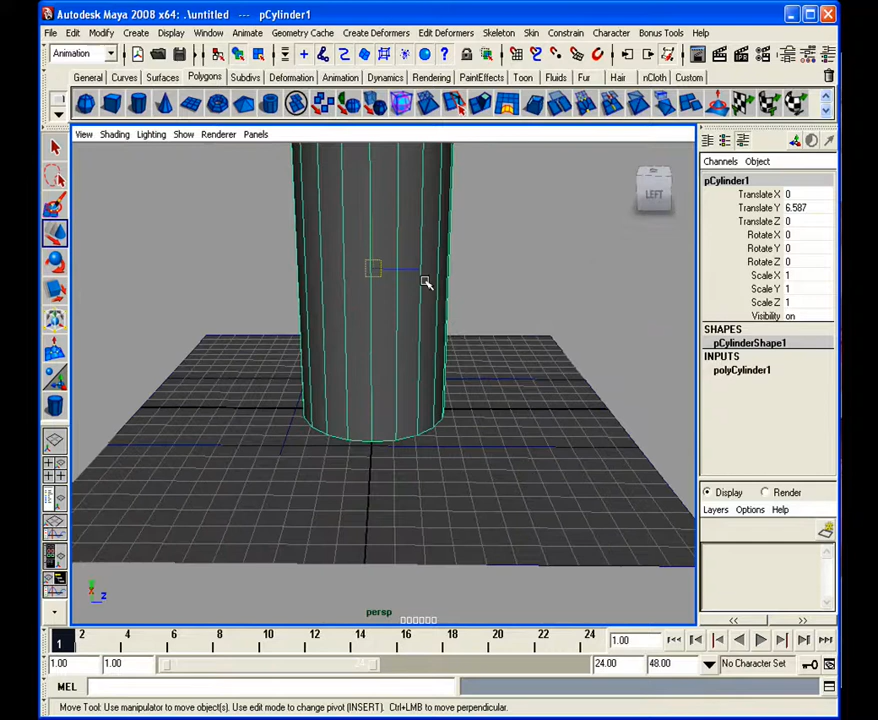 Autodesk Maya 2008 x64: .\untitled --- pCylinder1
File Edit Modify Create Display Window Animate Geometry Cache Create Deformers Edit Deformers Skeleton Skin Constrain Character Bonus Tools Help
Animation
General Curves Surfaces Polygons Subdivs Deformation Animation Dynamics Rendering PaintEffects Toon Fluids Fur Hair nCloth Custom
View Shading Lighting Show Renderer Panels
LEFT
z
persp
Channels Object
pCylinder1
Translate X 0
Translate Y 6.587
Translate Z 0
Rotate X 0
Rotate Y 0
Rotate Z 0
Scale X 1
Scale Y 1
Scale Z 1
Visibility on
SHAPES
pCylinderShape1
INPUTS
polyCylinder1
Display Render
Layers Options Help
<< >>
1 2 4 6 8 10 12 14 16 18 20 22 24 1.00
1.00 1.00 24 24.00 48.00 No Character Set
MEL
Move Tool: Use manipulator to move object(s). Use edit mode to change pivot (INSERT). Ctrl+LMB to move perpendicular.